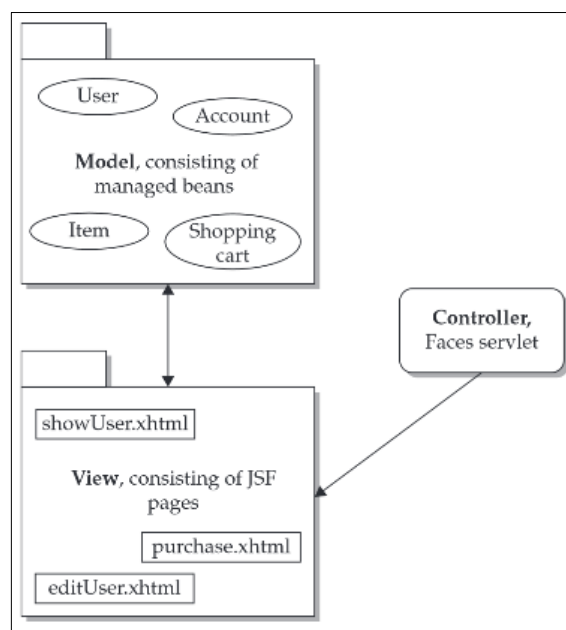 User
Account
Model, consisting of
managed beans
Item
Shopping
cart
Controller,
Faces servlet
showUser.xhtml
View, consisting of JSF
pages
purchase.xhtml
editUser.xhtml